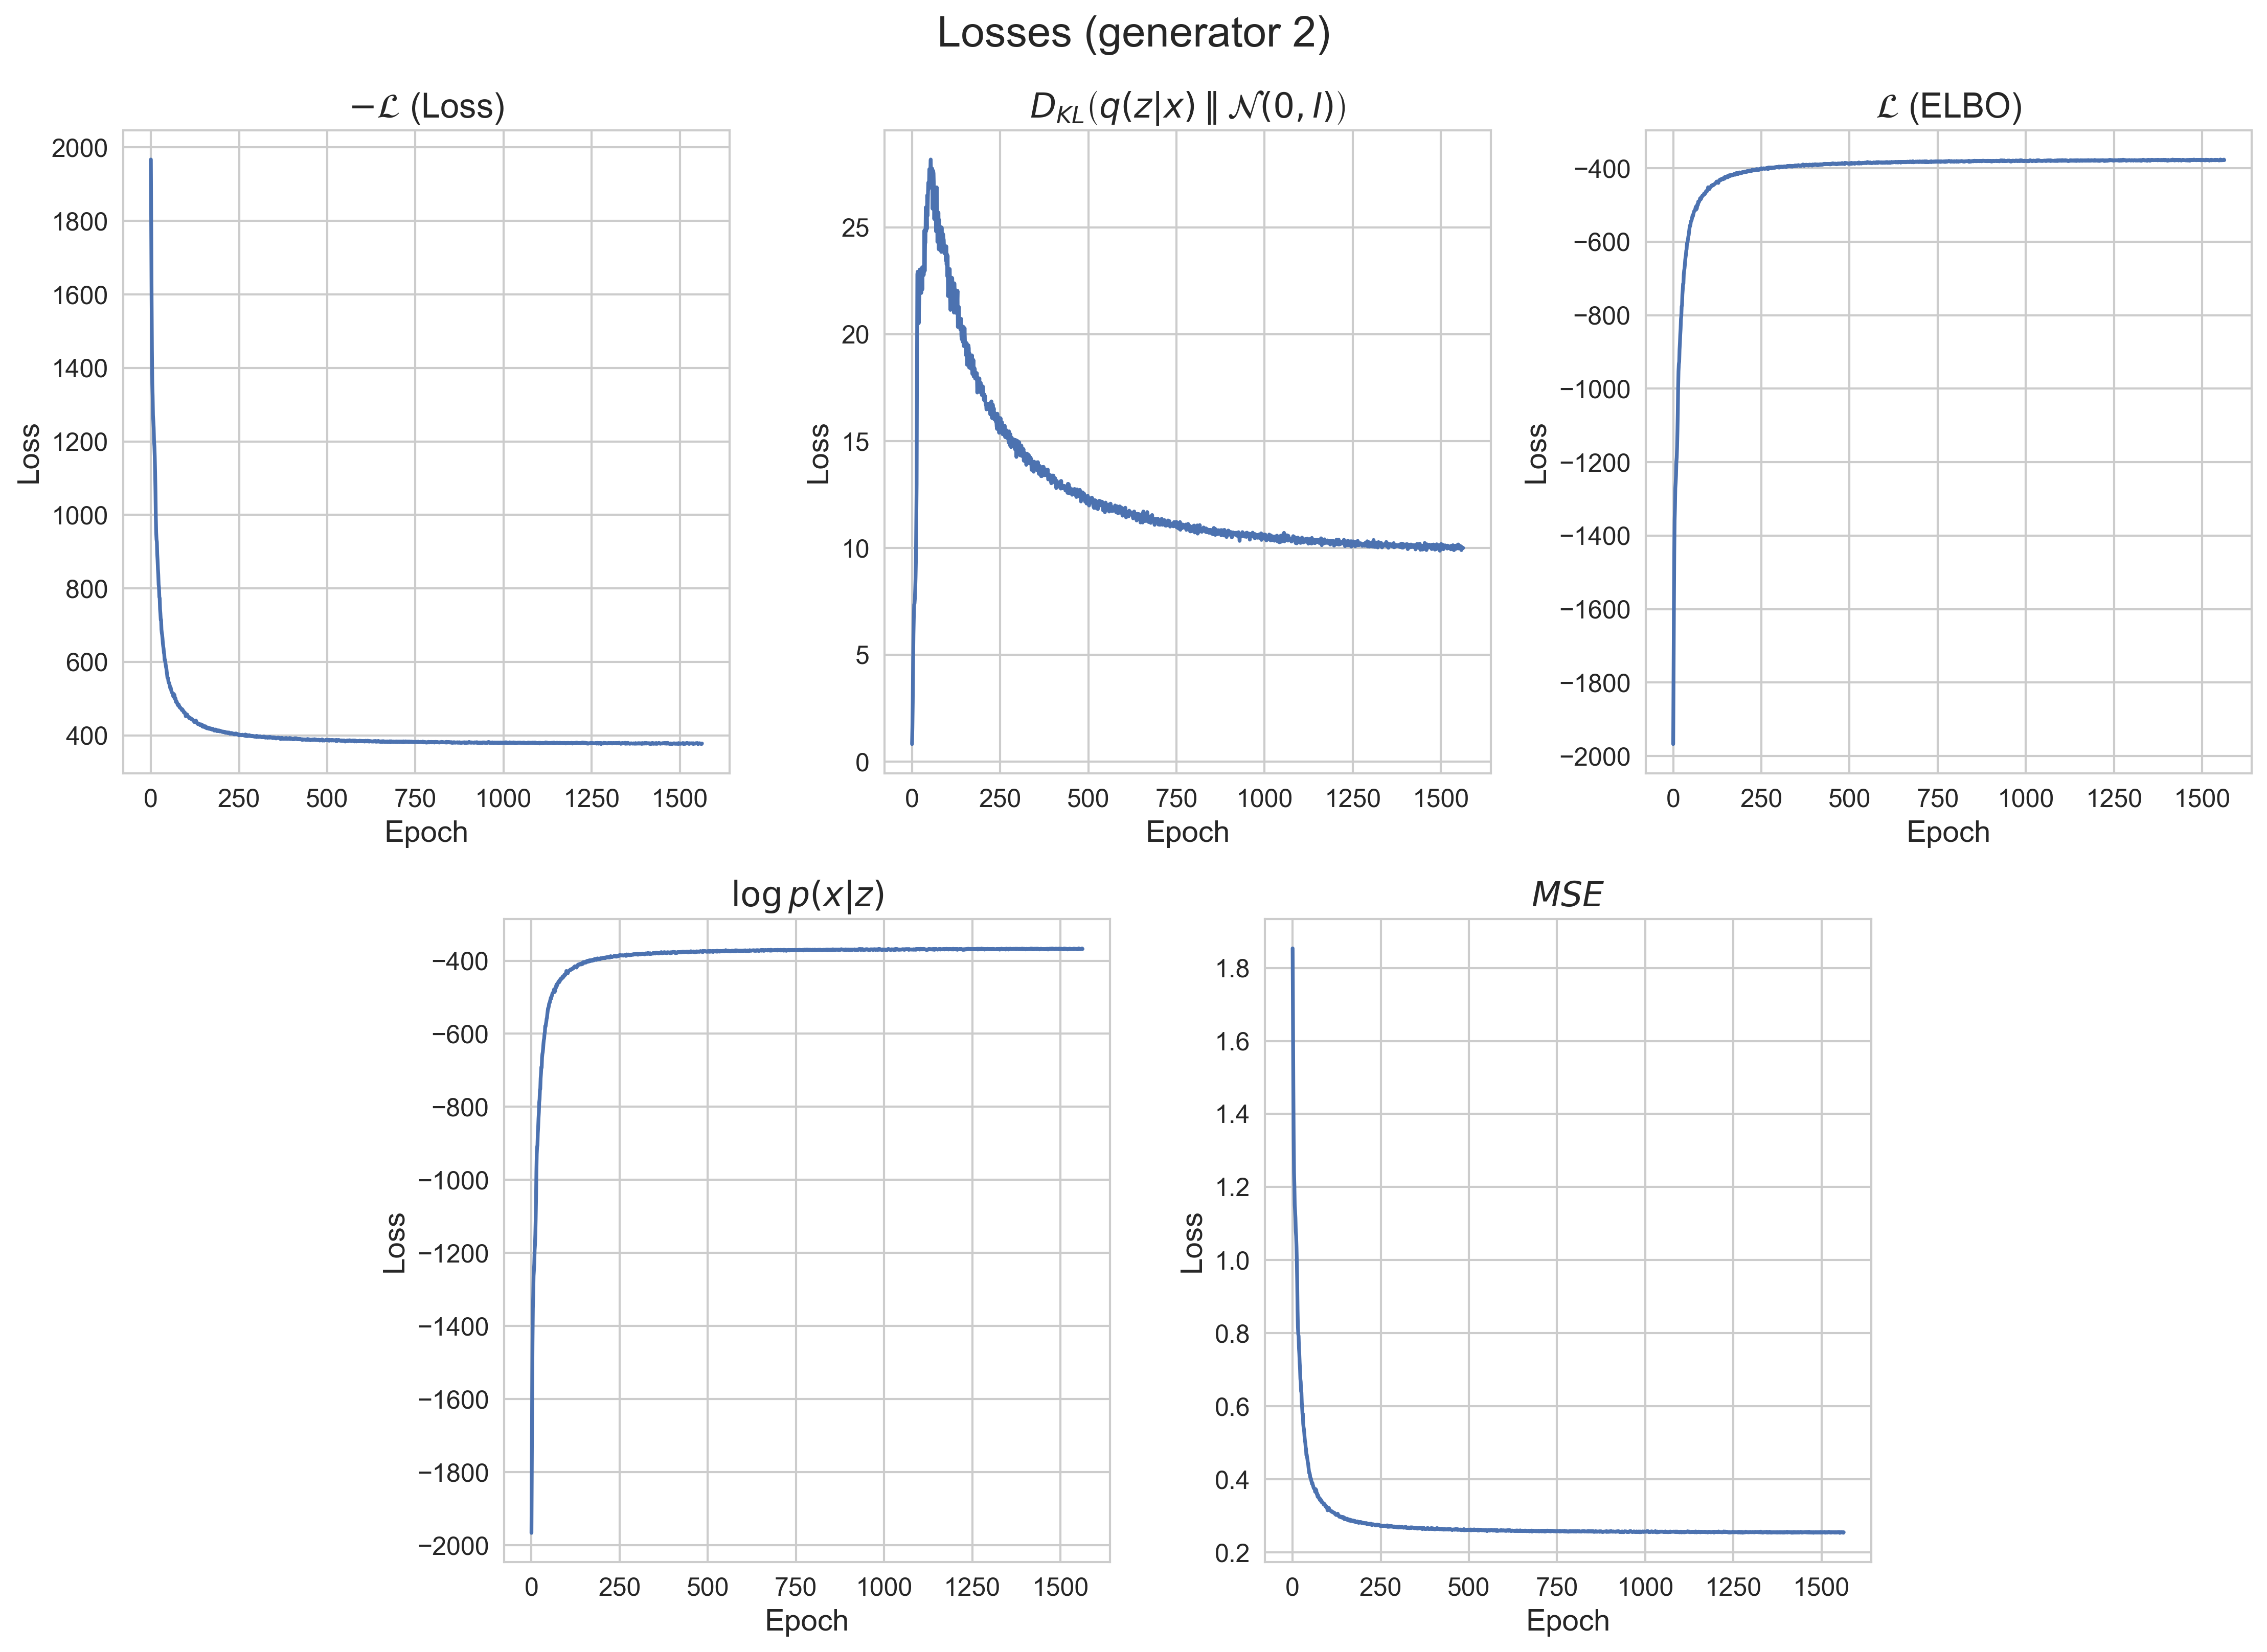 Losses (generator 2)
−ℒ (Loss)
2000
1800
1600
1400
1200
1000
800
600
400
0 250 500 750 1000 1250 1500
Loss
Epoch
D_{KL}(q(z|x) ∥ 𝒩(0, I))
25
20
15
10
5
0
0 250 500 750 1000 1250 1500
Loss
Epoch
ℒ (ELBO)
−400
−600
−800
−1000
−1200
−1400
−1600
−1800
−2000
0 250 500 750 1000 1250 1500
Loss
Epoch
log p(x|z)
−400
−600
−800
−1000
−1200
−1400
−1600
−1800
−2000
0 250 500 750 1000 1250 1500
Loss
Epoch
MSE
1.8
1.6
1.4
1.2
1.0
0.8
0.6
0.4
0.2
0 250 500 750 1000 1250 1500
Loss
Epoch